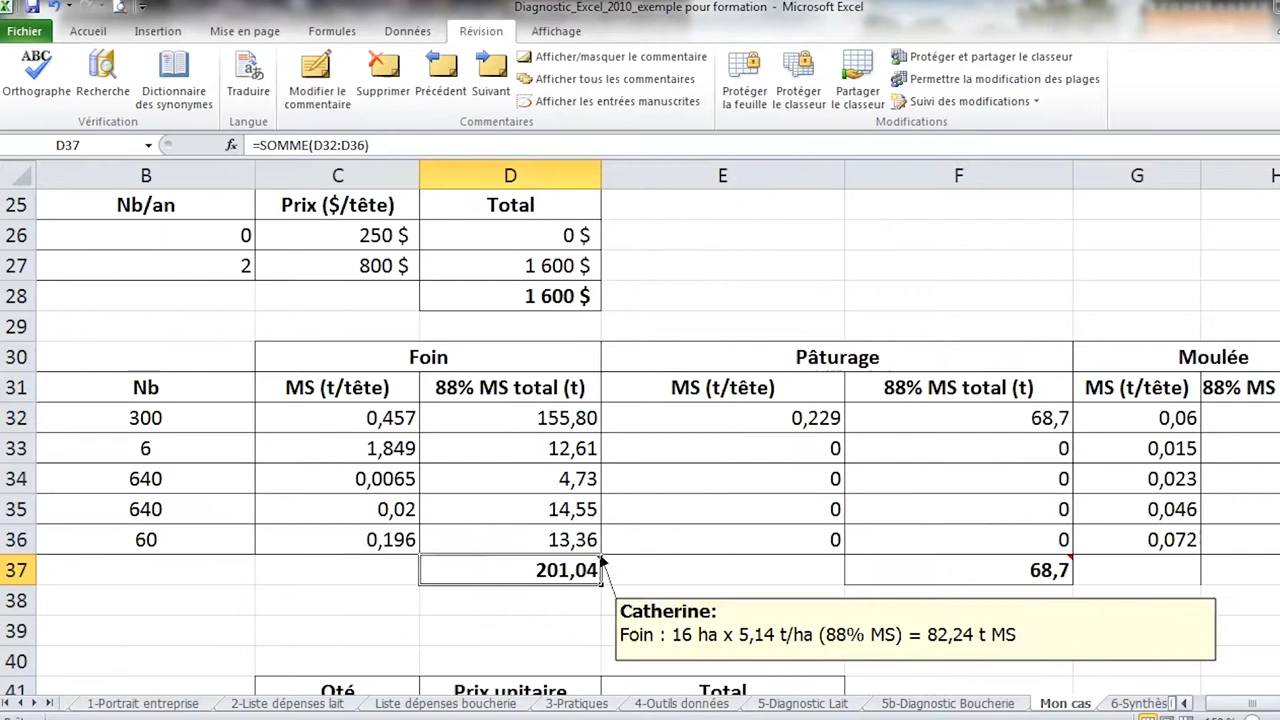 Diagnostic_Excel_2010_exemple pour formation - Microsoft Excel
Fichier Accueil Insertion Mise en page Formules Données Révision Affichage
ABC
Orthographe Recherche Dictionnaire des synonymes Traduire Modifier le commentaire Supprimer Précédent Suivant
Afficher/masquer le commentaire
Afficher tous les commentaires
Afficher les entrées manuscrites
Protéger la feuille Protéger le classeur Partager le classeur
Protéger et partager le classeur
Permettre la modification des plages
Suivi des modifications
Vérification Langue Commentaires Modifications
D37 fx =SOMME(D32:D36)
B C D E F G H
25 Nb/an Prix ($/tête) Total
26 0 250 $ 0 $
27 2 800 $ 1 600 $
28 1 600 $
29
30 Foin Pâturage Moulée
31 Nb MS (t/tête) 88% MS total (t) MS (t/tête) 88% MS total (t) MS (t/tête) 88% MS
32 300 0,457 155,80 0,229 68,7 0,06
33 6 1,849 12,61 0 0 0,015
34 640 0,0065 4,73 0 0 0,023
35 640 0,02 14,55 0 0 0,046
36 60 0,196 13,36 0 0 0,072
37 201,04 68,7
38
Catherine:
39 Foin : 16 ha x 5,14 t/ha (88% MS) = 82,24 t MS
40
41 Qté Prix unitaire Total
1-Portrait entreprise 2-Liste dépenses lait Liste dépenses boucherie 3-Pratiques 4-Outils données 5-Diagnostic Lait 5b-Diagnostic Boucherie Mon cas 6-Synthès